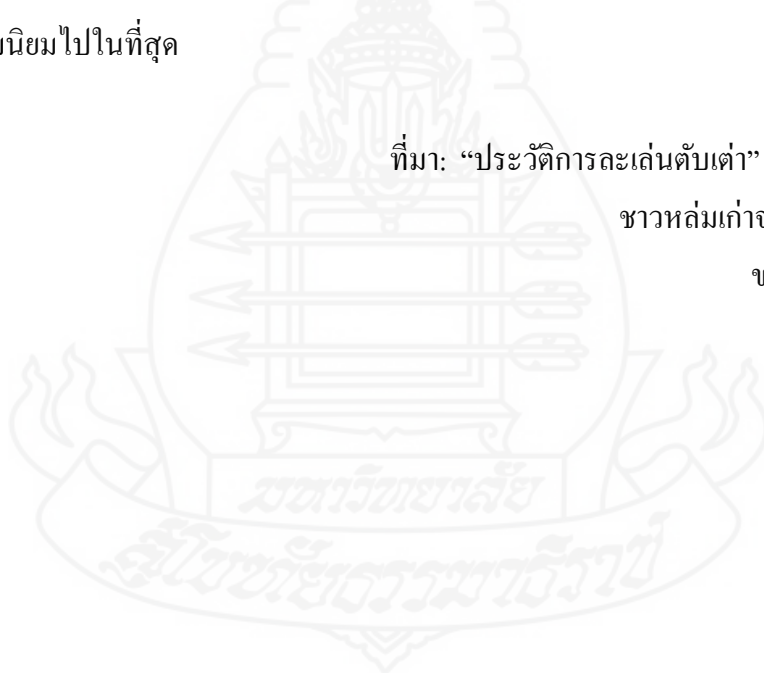 นิยมไปในที่สุด
ที่มา: “ประวัติการละเล่นตับเต่า”
ชาวหล่มเก่า
มหาวิทยาลัย
สุโขทัยธรรมาธิราช